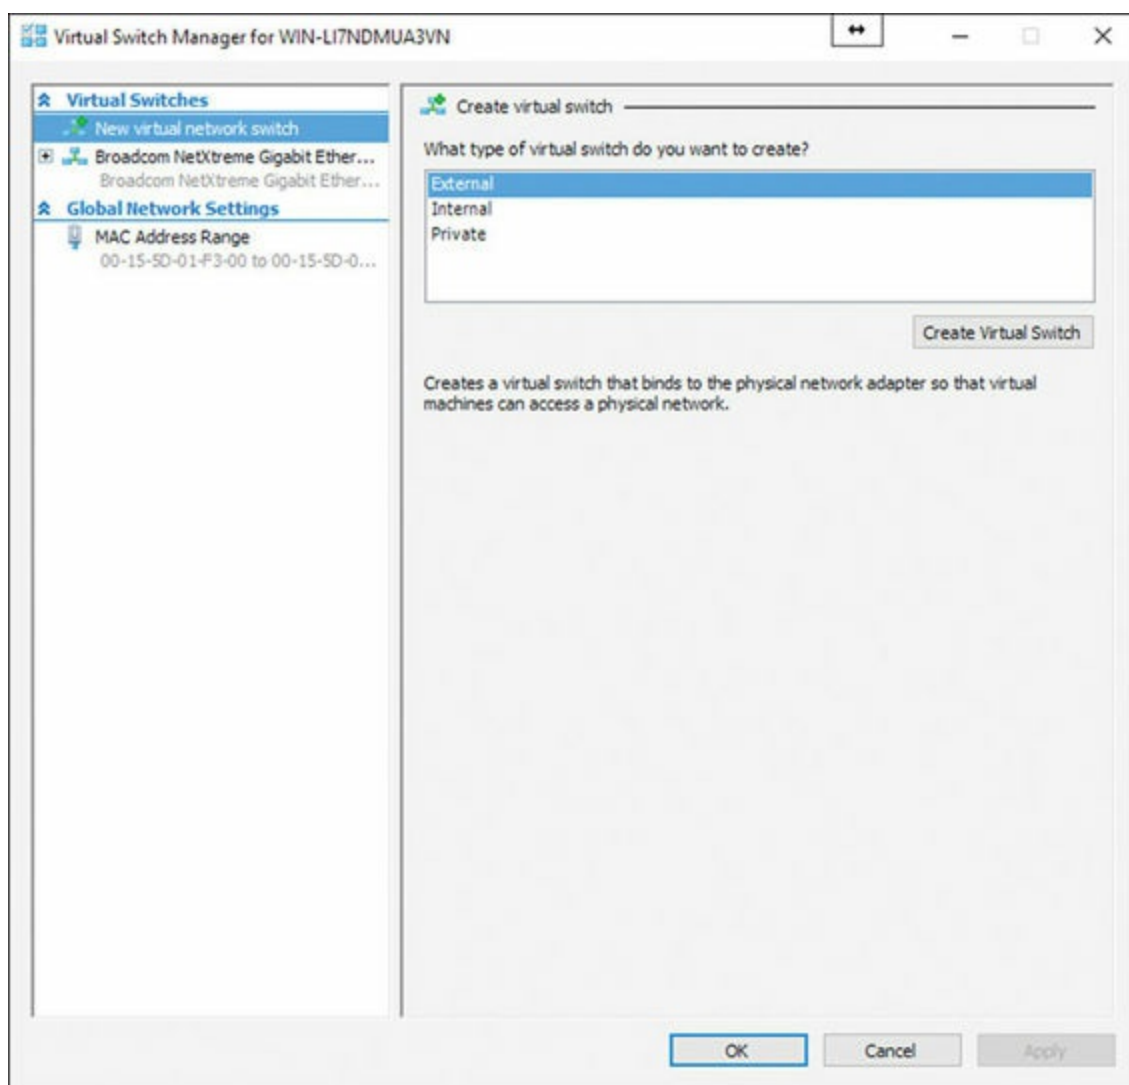 Virtual Switch Manager for WIN-LI7NDMUA3VN
Virtual Switches
New virtual network switch
Broadcom NetXtreme Gigabit Ether...
Broadcom NetXtreme Gigabit Ether...
Global Network Settings
MAC Address Range
00-15-5D-01-F3-00 to 00-15-5D-0...
Create virtual switch
What type of virtual switch do you want to create?
External
Internal
Private
Create Virtual Switch
Creates a virtual switch that binds to the physical network adapter so that virtual
machines can access a physical network.
OK
Cancel
Apply